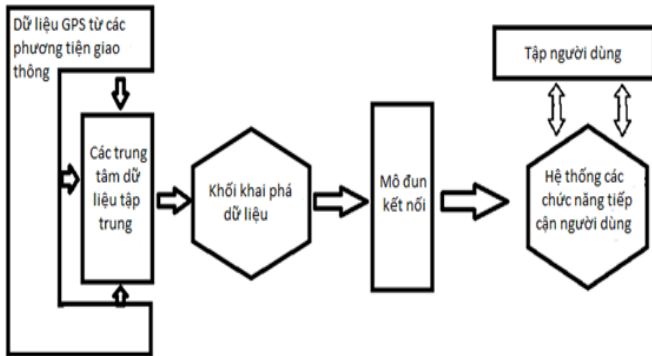 Dữ liệu GPS từ các
phương tiện giao
thông
Các trung
tâm dữ
liệu tập
trung
Khối khai phá
dữ liệu
Mô đun
kết nối
Tập người dùng
Hệ thống các
chức năng tiếp
cận người dùng